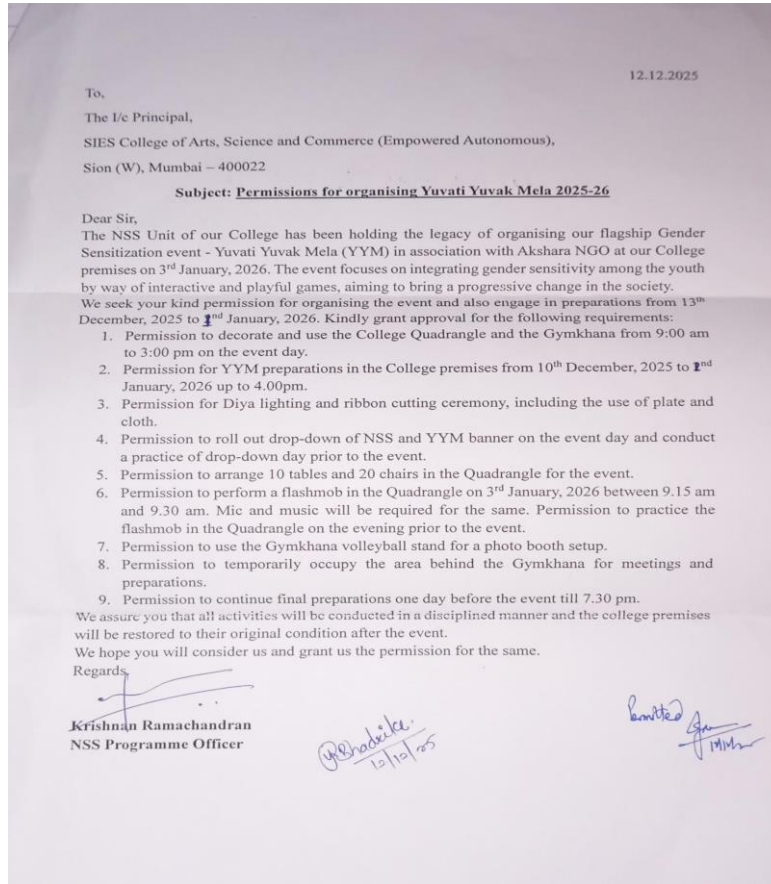 12.12.2025
To,
The I/c Principal,
SIES College of Arts, Science and Commerce (Empowered Autonomous),
Sion (W), Mumbai – 400022
Subject: Permissions for organising Yuvati Yuvak Mela 2025-26
Dear Sir,
The NSS Unit of our College has been holding the legacy of organising our flagship Gender
Sensitization event - Yuvati Yuvak Mela (YYM) in association with Akshara NGO at our College
premises on 3rd January, 2026. The event focuses on integrating gender sensitivity among the youth
by way of interactive and playful games, aiming to bring a progressive change in the society.
We seek your kind permission for organising the event and also engage in preparations from 13th
December, 2025 to 2nd January, 2026. Kindly grant approval for the following requirements:
1. Permission to decorate and use the College Quadrangle and the Gymkhana from 9:00 am
to 3:00 pm on the event day.
2. Permission for YYM preparations in the College premises from 10th December, 2025 to 2nd
January, 2026 up to 4.00pm.
3. Permission for Diya lighting and ribbon cutting ceremony, including the use of plate and
cloth.
4. Permission to roll out drop-down of NSS and YYM banner on the event day and conduct
a practice of drop-down day prior to the event.
5. Permission to arrange 10 tables and 20 chairs in the Quadrangle for the event.
6. Permission to perform a flashmob in the Quadrangle on 3rd January, 2026 between 9.15 am
and 9.30 am. Mic and music will be required for the same. Permission to practice the
flashmob in the Quadrangle on the evening prior to the event.
7. Permission to use the Gymkhana volleyball stand for a photo booth setup.
8. Permission to temporarily occupy the area behind the Gymkhana for meetings and
preparations.
9. Permission to continue final preparations one day before the event till 7.30 pm.
We assure you that all activities will be conducted in a disciplined manner and the college premises
will be restored to their original condition after the event.
We hope you will consider us and grant us the permission for the same.
Regards,
Krishnan Ramachandran
NSS Programme Officer
12/12/25
Permitted